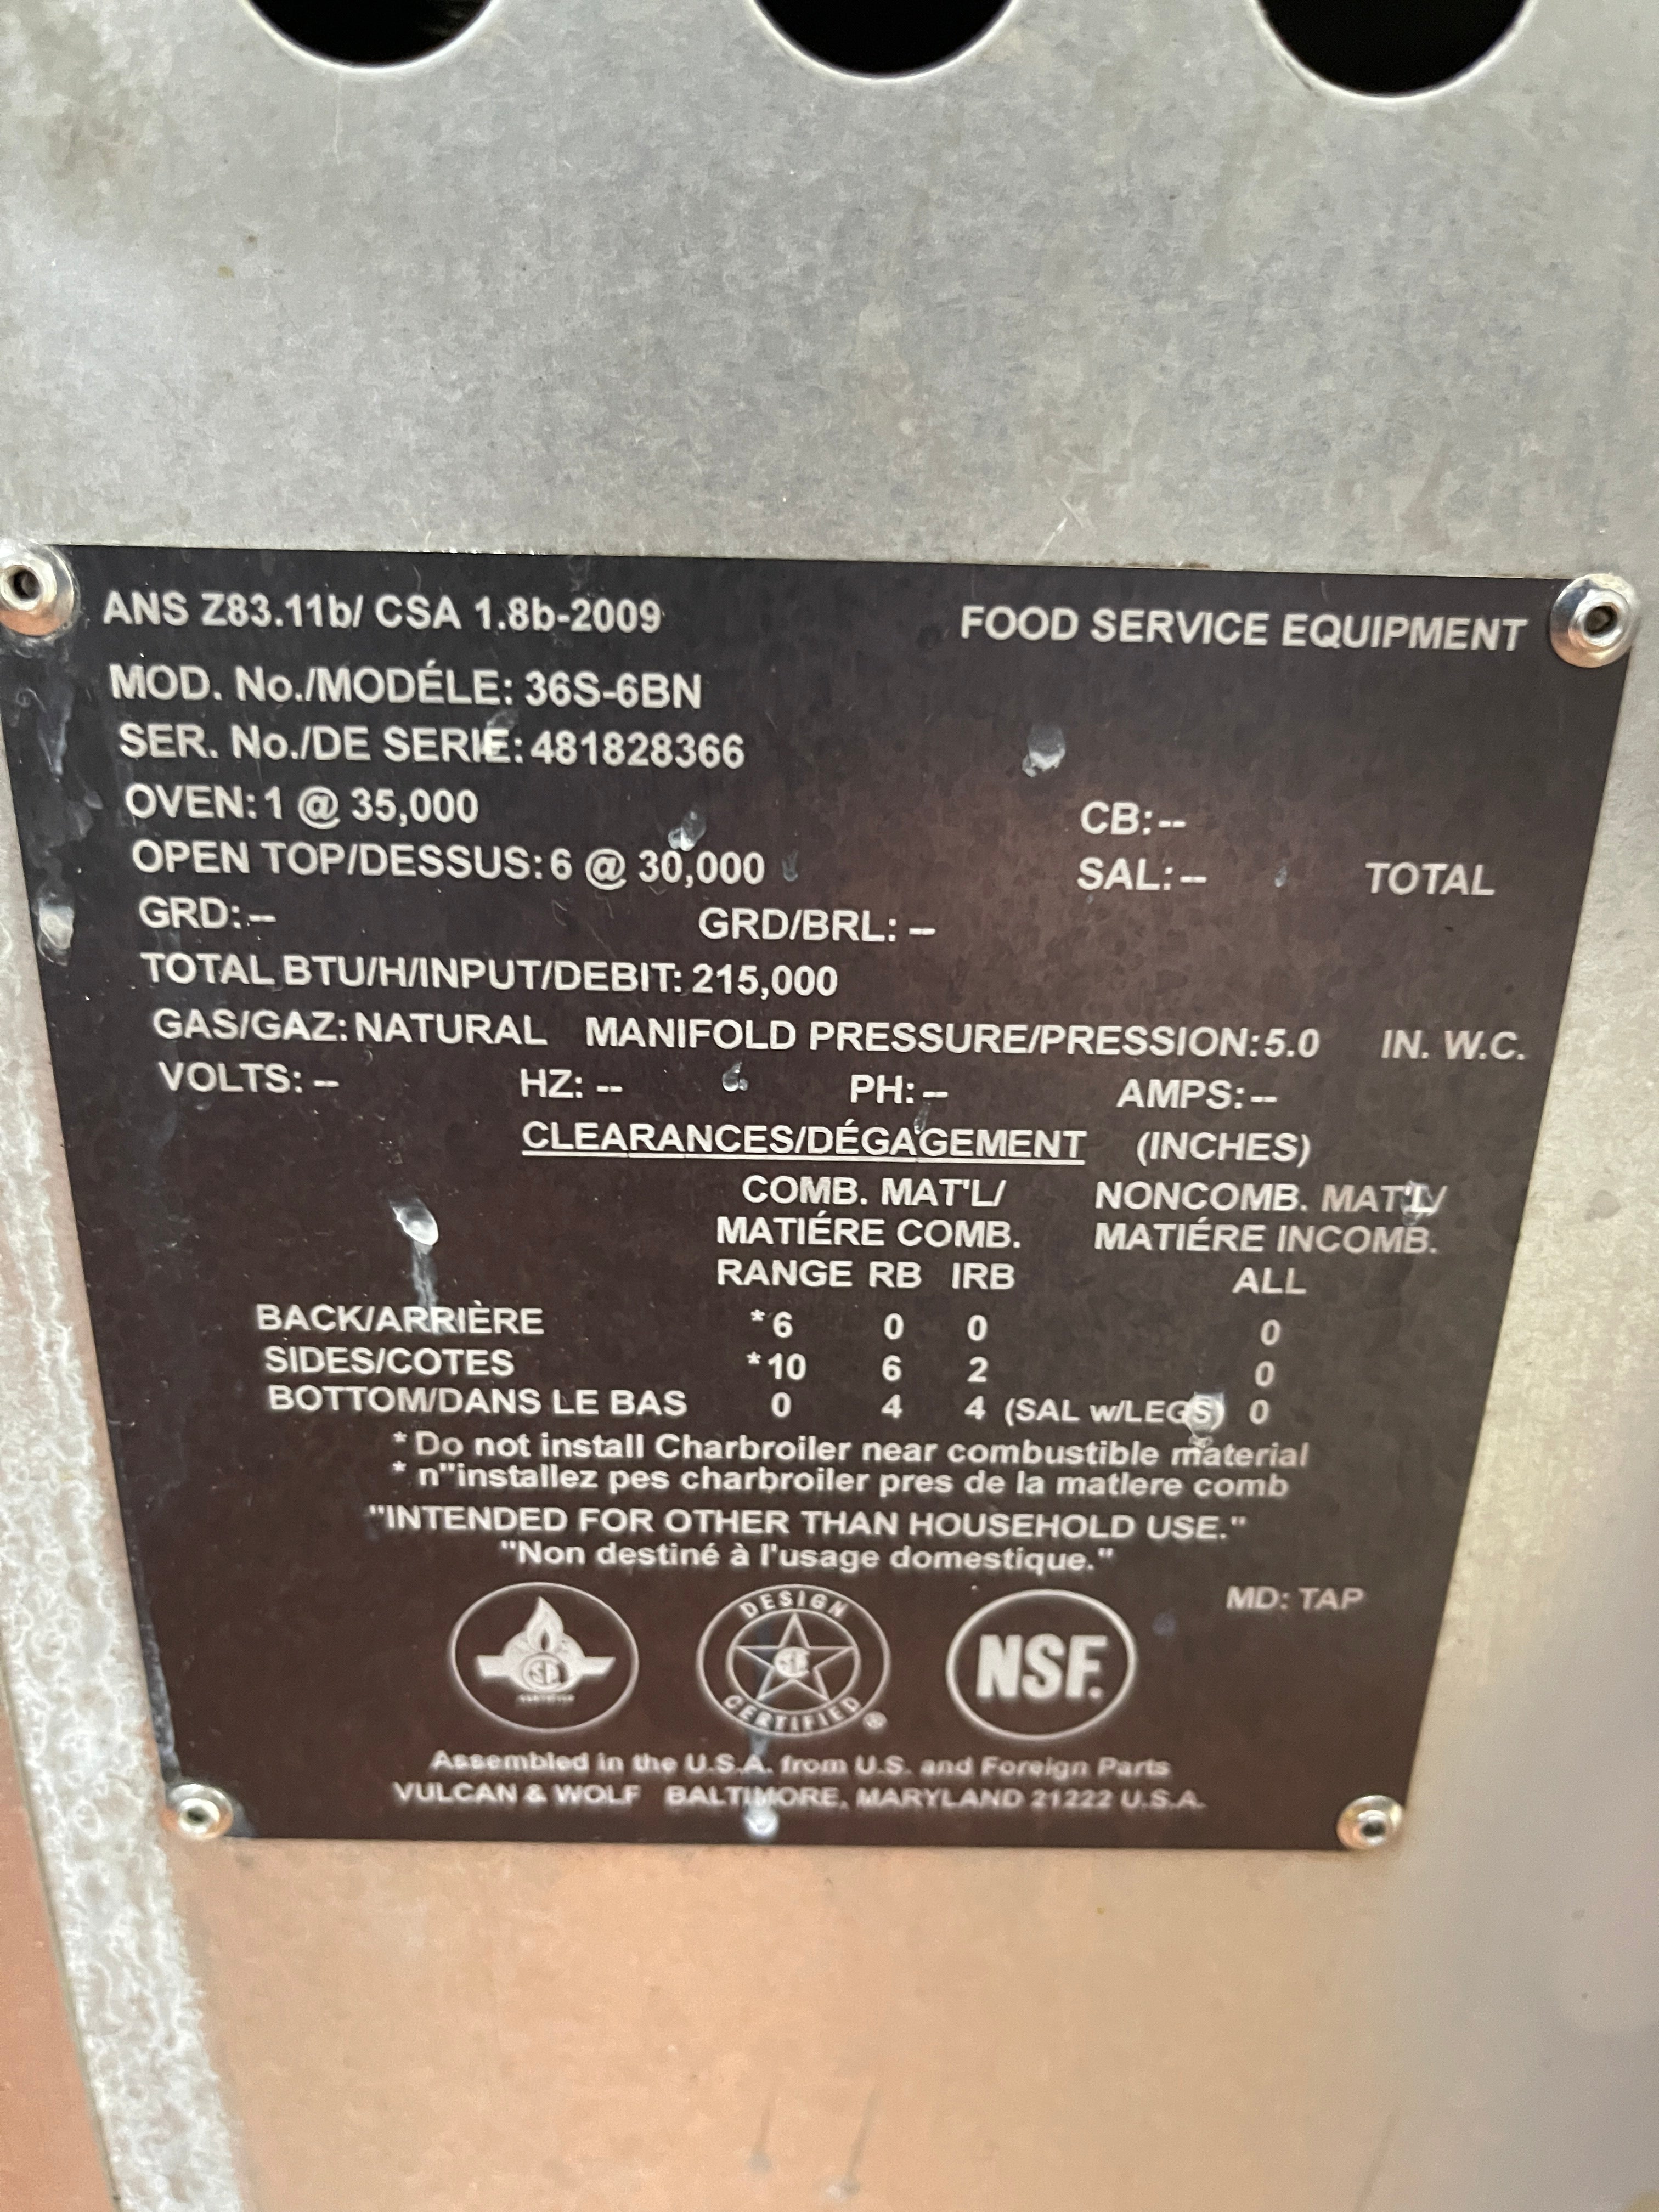 ANS Z83.11b/ CSA 1.8b-2009 FOOD SERVICE EQUIPMENT
MOD. No./MODÉLE: 36S-6BN
SER. No./DE SERIE: 481828366
OVEN: 1 @ 35,000 CB: --
OPEN TOP/DESSUS: 6 @ 30,000 SAL: -- TOTAL
GRD: -- GRD/BRL: --
TOTAL BTU/H/INPUT/DEBIT: 215,000
GAS/GAZ: NATURAL MANIFOLD PRESSURE/PRESSION: 5.0 IN. W.C.
VOLTS: -- HZ: -- PH: -- AMPS: --
CLEARANCES/DÉGAGEMENT (INCHES)
COMB. MAT'L/ NONCOMB. MAT'L/
MATIÉRE COMB. MATIÉRE INCOMB.
RANGE RB IRB ALL
BACK/ARRIÈRE *6 0 0 0
SIDES/COTES *10 6 2 0
BOTTOM/DANS LE BAS 0 4 4 (SAL w/LEGS) 0
* Do not install Charbroiler near combustible material
* n"installez pes charbroiler pres de la matlere comb
"INTENDED FOR OTHER THAN HOUSEHOLD USE."
"Non destiné à l'usage domestique."
MD: TAP
DESIGN CERTIFIED ®
NSF.
Assembled in the U.S.A. from U.S. and Foreign Parts
VULCAN & WOLF BALTIMORE, MARYLAND 21222 U.S.A.